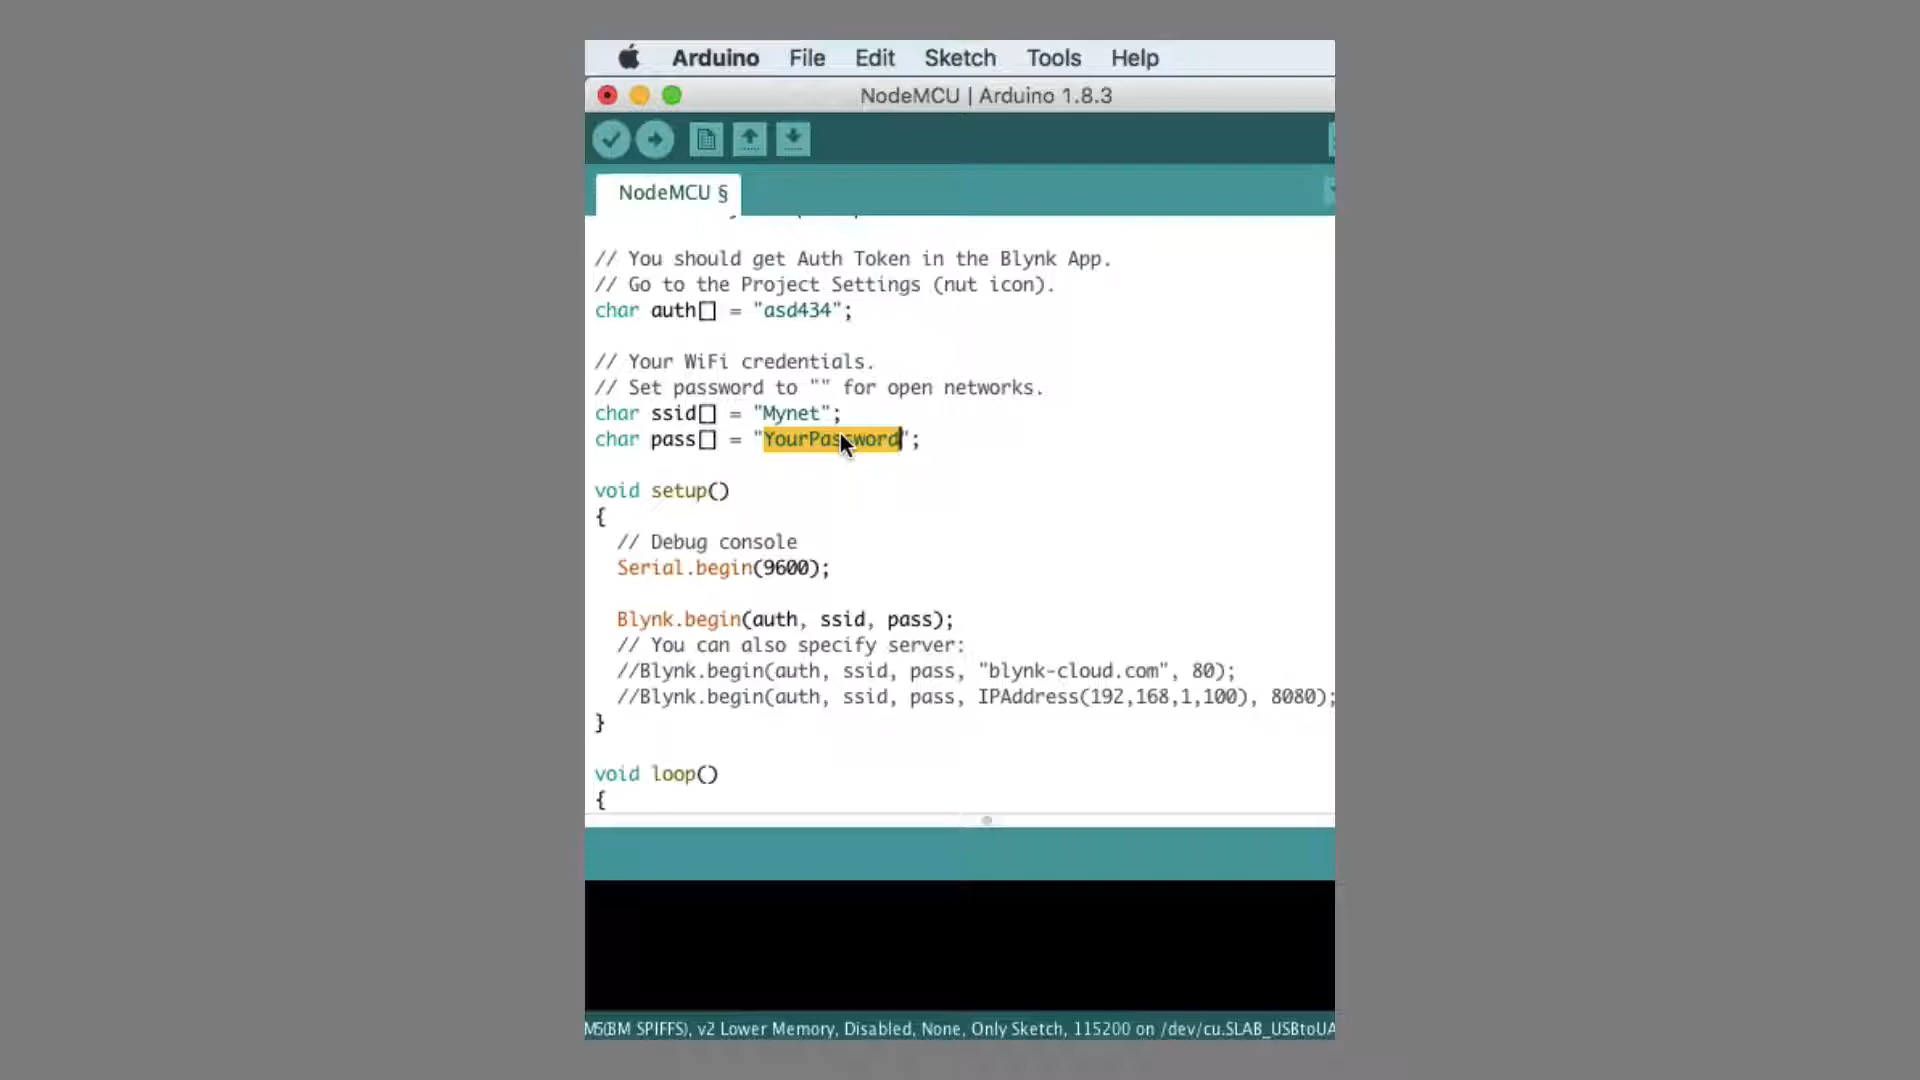 Arduino File Edit Sketch Tools Help
NodeMCU | Arduino 1.8.3
NodeMCU §
// You should get Auth Token in the Blynk App.
// Go to the Project Settings (nut icon).
char auth[] = "asd434";
// Your WiFi credentials.
// Set password to "" for open networks.
char ssid[] = "Mynet";
char pass[] = "YourPassword";
void setup()
{
// Debug console
Serial.begin(9600);
Blynk.begin(auth, ssid, pass);
// You can also specify server:
//Blynk.begin(auth, ssid, pass, "blynk-cloud.com", 80);
//Blynk.begin(auth, ssid, pass, IPAddress(192,168,1,100), 8080);
}
void loop()
{
SPIFFS), v2 Lower Memory, Disabled, None, Only Sketch, 115200 on /dev/cu.SLAB_USBtoUA